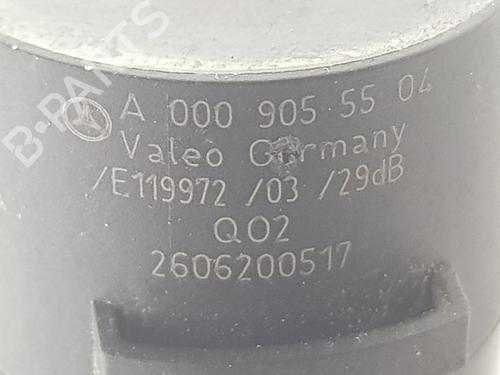 A 000 905 55 04
Valeo Germany
/E119972 /03 /29dB
Q02
2606200517
B-PARTS